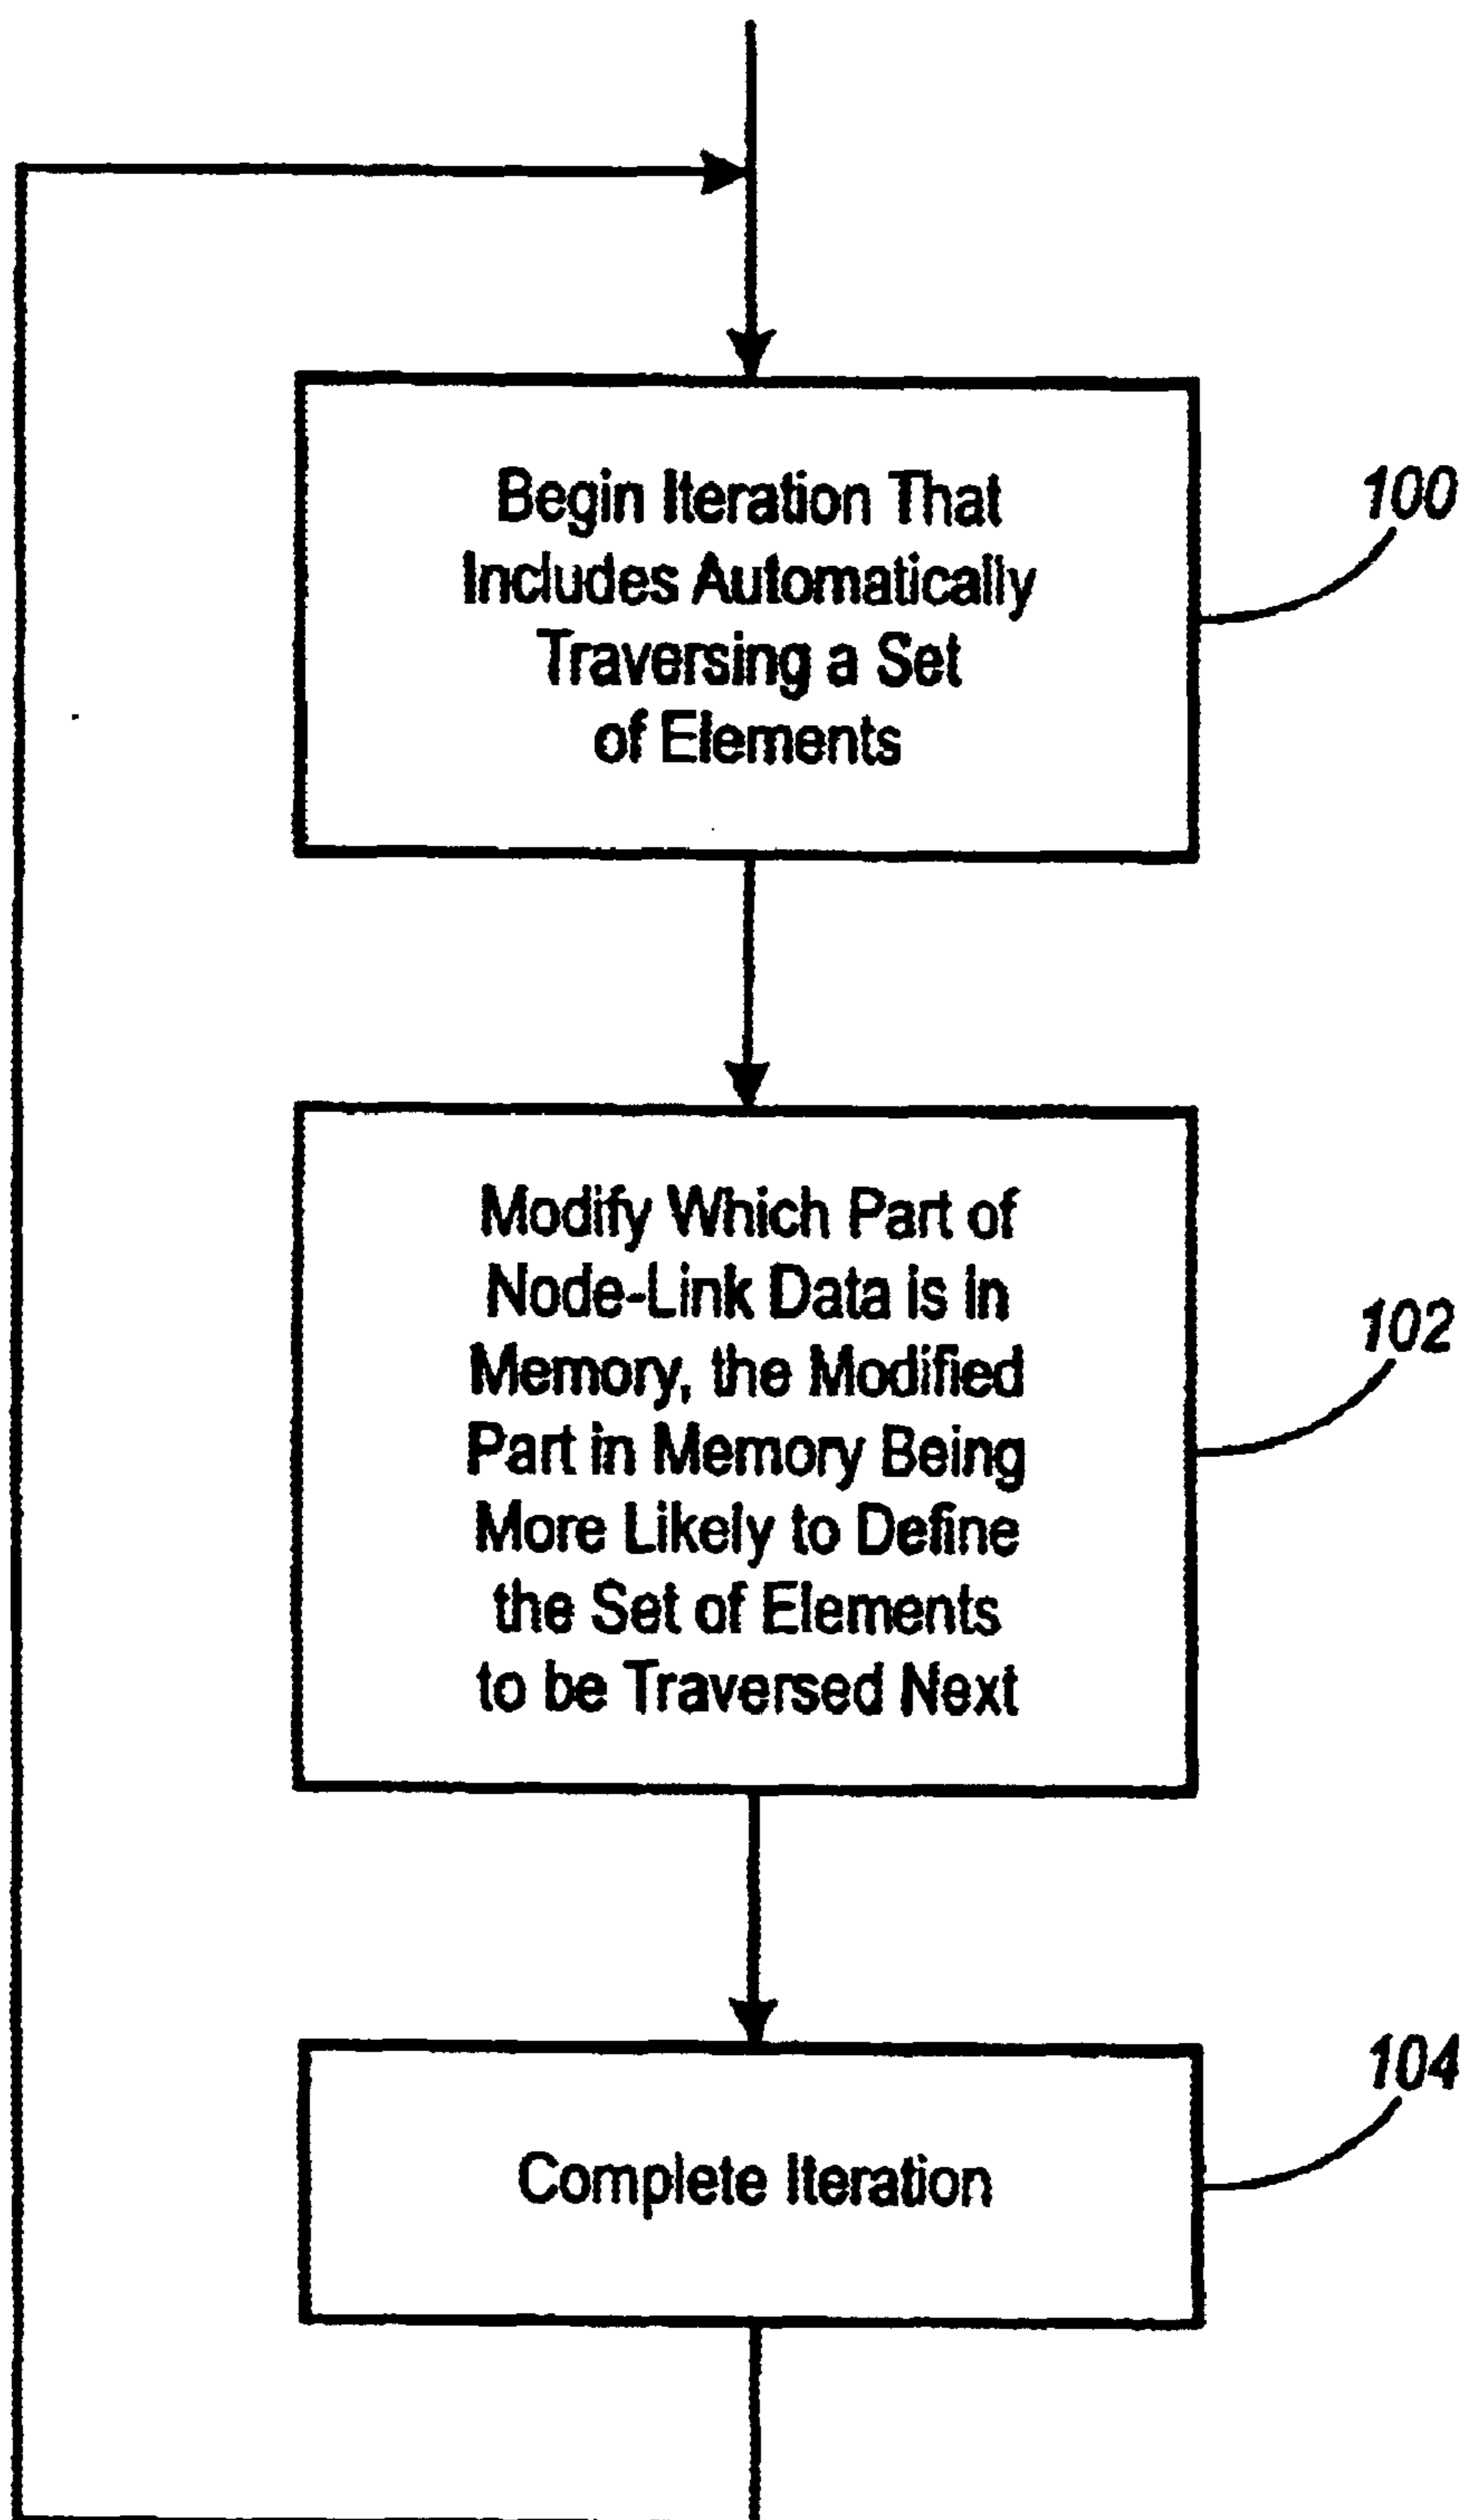 Begin Iteration That
Includes Automatically
Traversing a Set
of Elements
100
Modify Which Part of
Node-Link Data is in
Memory, the Modified
Part in Memory Being
More Likely to Define
the Set of Elements
to be Traversed Next
102
Complete Iteration
104